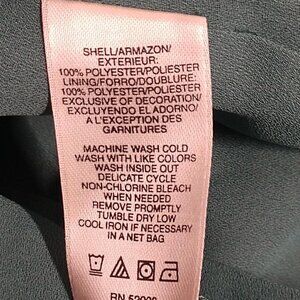 SHELL/ARMAZON/
EXTERIEUR:
100% POLYESTER/POLIESTER
LINING/FORRO/DOUBLURE:
100% POLYESTER/POLIESTER
EXCLUSIVE OF DECORATION/
EXCLUYENDO EL ADORNO/
A L'EXCEPTION DES
GARNITURES
MACHINE WASH COLD
WASH WITH LIKE COLORS
WASH INSIDE OUT
DELICATE CYCLE
NON-CHLORINE BLEACH
WHEN NEEDED
REMOVE PROMPTLY
TUMBLE DRY LOW
COOL IRON IF NECESSARY
IN A NET BAG
RN